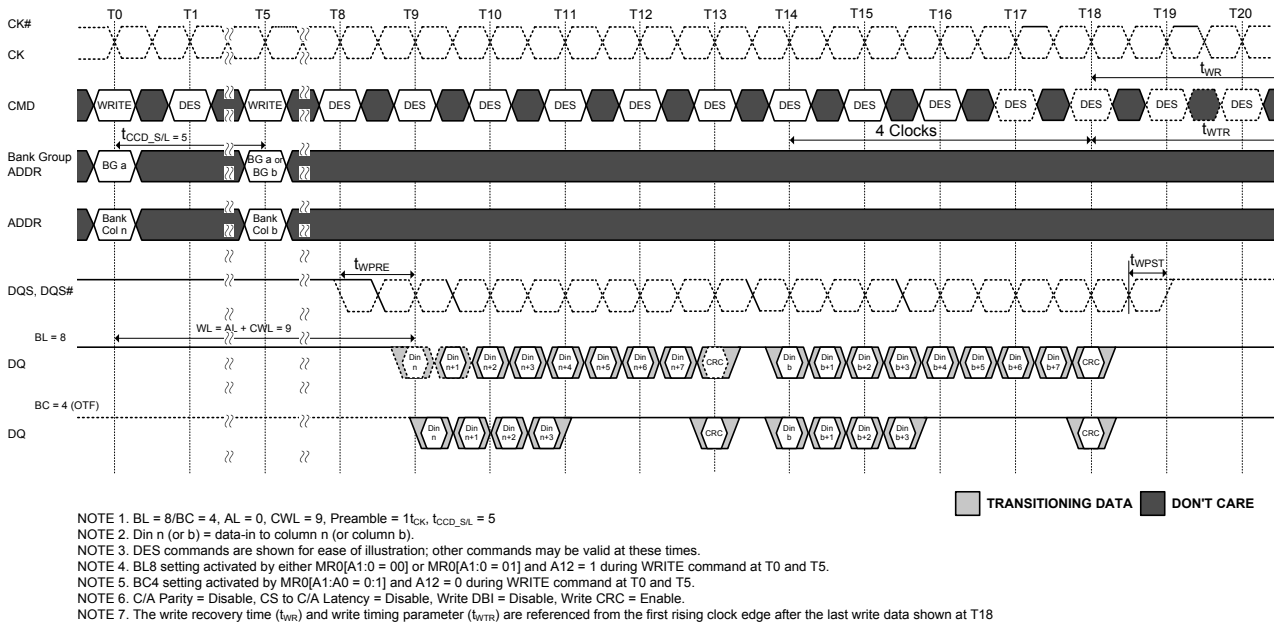 T0 T1 T5 T8 T9 T10 T11 T12 T13 T14 T15 T16 T17 T18 T19 T20
CK#
CK
tWR
CMD WRITE DES WRITE DES DES DES DES DES DES DES DES DES DES DES DES DES
tCCD_S/L = 5
4 Clocks
tWTR
Bank Group
ADDR
BG a
BG a or
BG b
ADDR
Bank
Col n
Bank
Col b
tWPRE
tWPST
DQS, DQS#
WL = AL + CWL = 9
BL = 8
DQ
Din n Din n+1 Din n+2 Din n+3 Din n+4 Din n+5 Din n+6 Din n+7 CRC Din b Din b+1 Din b+2 Din b+3 Din b+4 Din b+5 Din b+6 Din b+7 CRC
BC = 4 (OTF)
DQ
Din n Din n+1 Din n+2 Din n+3 CRC Din b Din b+1 Din b+2 Din b+3 CRC
TRANSITIONING DATA DON'T CARE
NOTE 1. BL = 8/BC = 4, AL = 0, CWL = 9, Preamble = 1tCK, tCCD_S/L = 5
NOTE 2. Din n (or b) = data-in to column n (or column b).
NOTE 3. DES commands are shown for ease of illustration; other commands may be valid at these times.
NOTE 4. BL8 setting activated by either MR0[A1:0 = 00] or MR0[A1:0 = 01] and A12 = 1 during WRITE command at T0 and T5.
NOTE 5. BC4 setting activated by MR0[A1:A0 = 0:1] and A12 = 0 during WRITE command at T0 and T5.
NOTE 6. C/A Parity = Disable, CS to C/A Latency = Disable, Write DBI = Disable, Write CRC = Enable.
NOTE 7. The write recovery time (tWR) and write timing parameter (tWTR) are referenced from the first rising clock edge after the last write data shown at T18